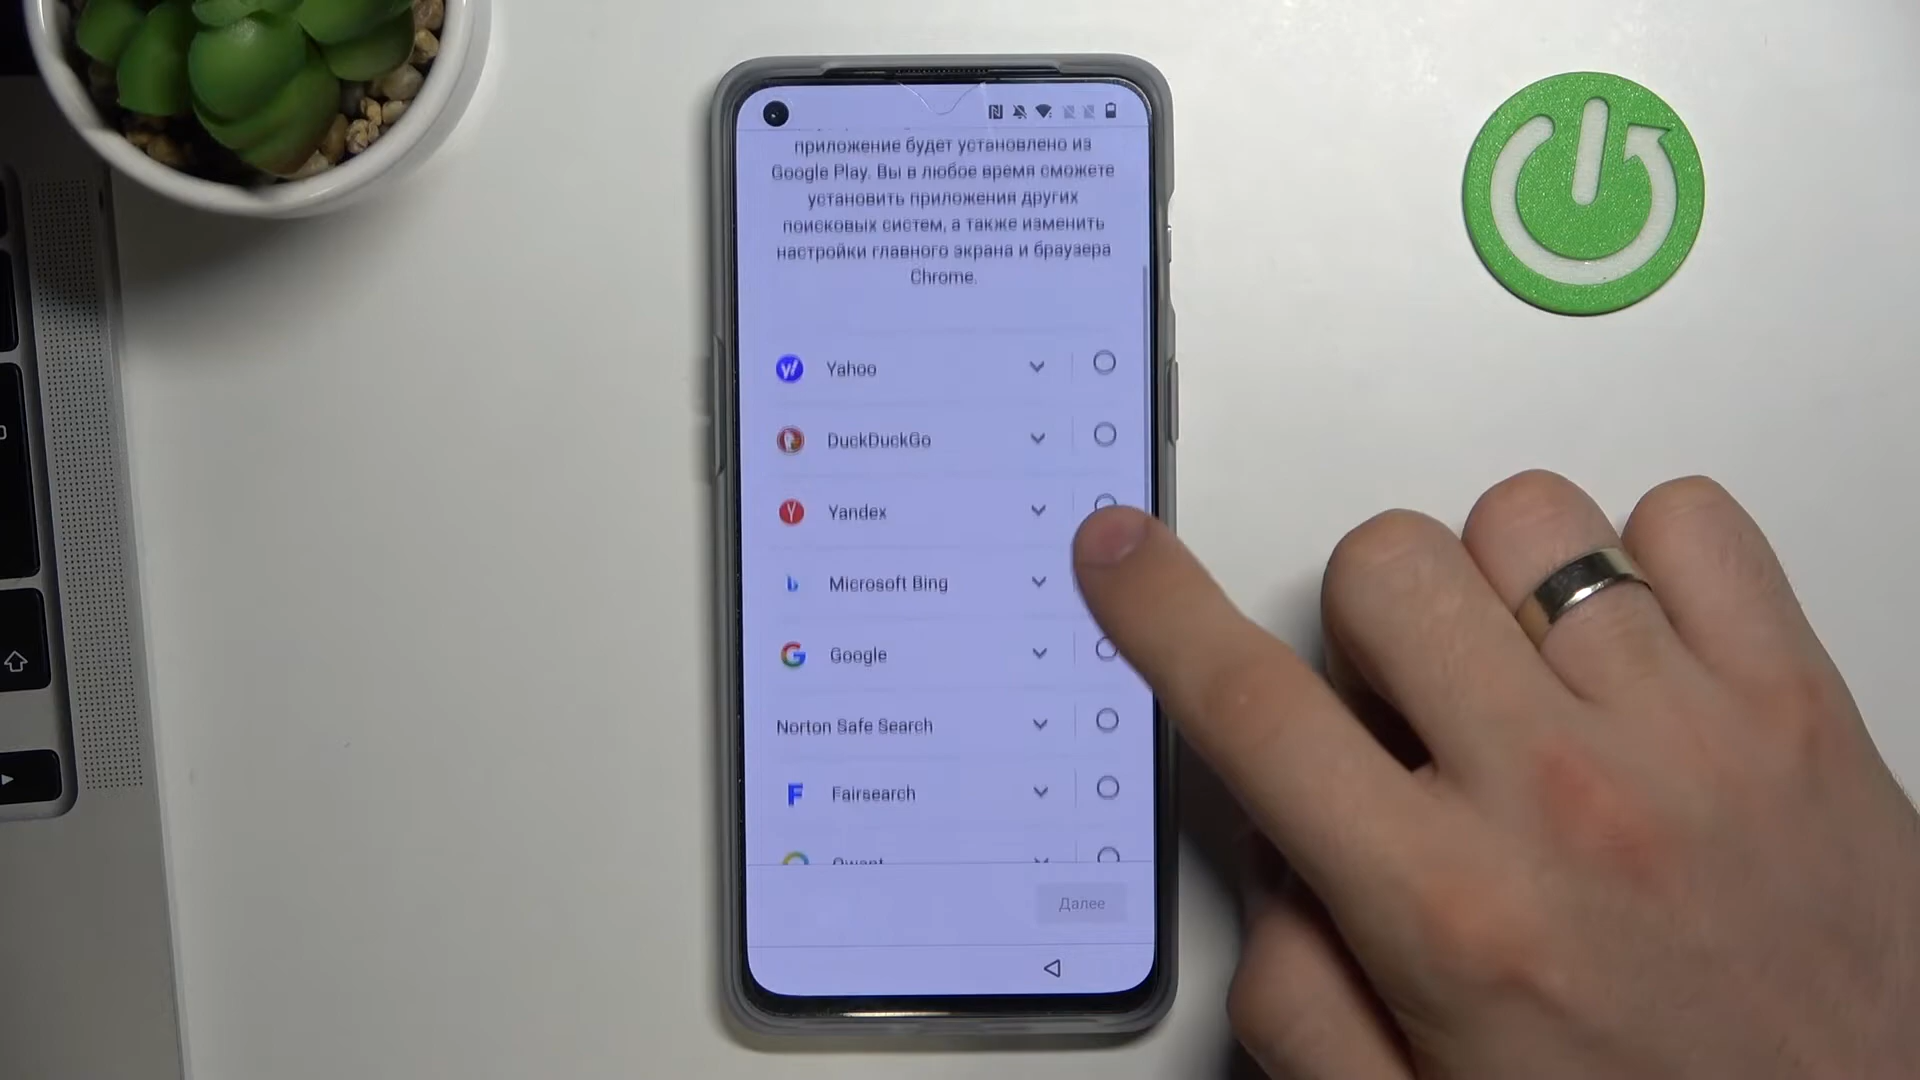 приложение будет установлено из
Google Play. Вы в любое время сможете
установить приложения других
поисковых систем, а также изменить
настройки главного экрана и браузера
Chrome.
Yahoo
DuckDuckGo
Yandex
Microsoft Bing
Google
Norton Safe Search
Fairsearch
Qwant
Далее